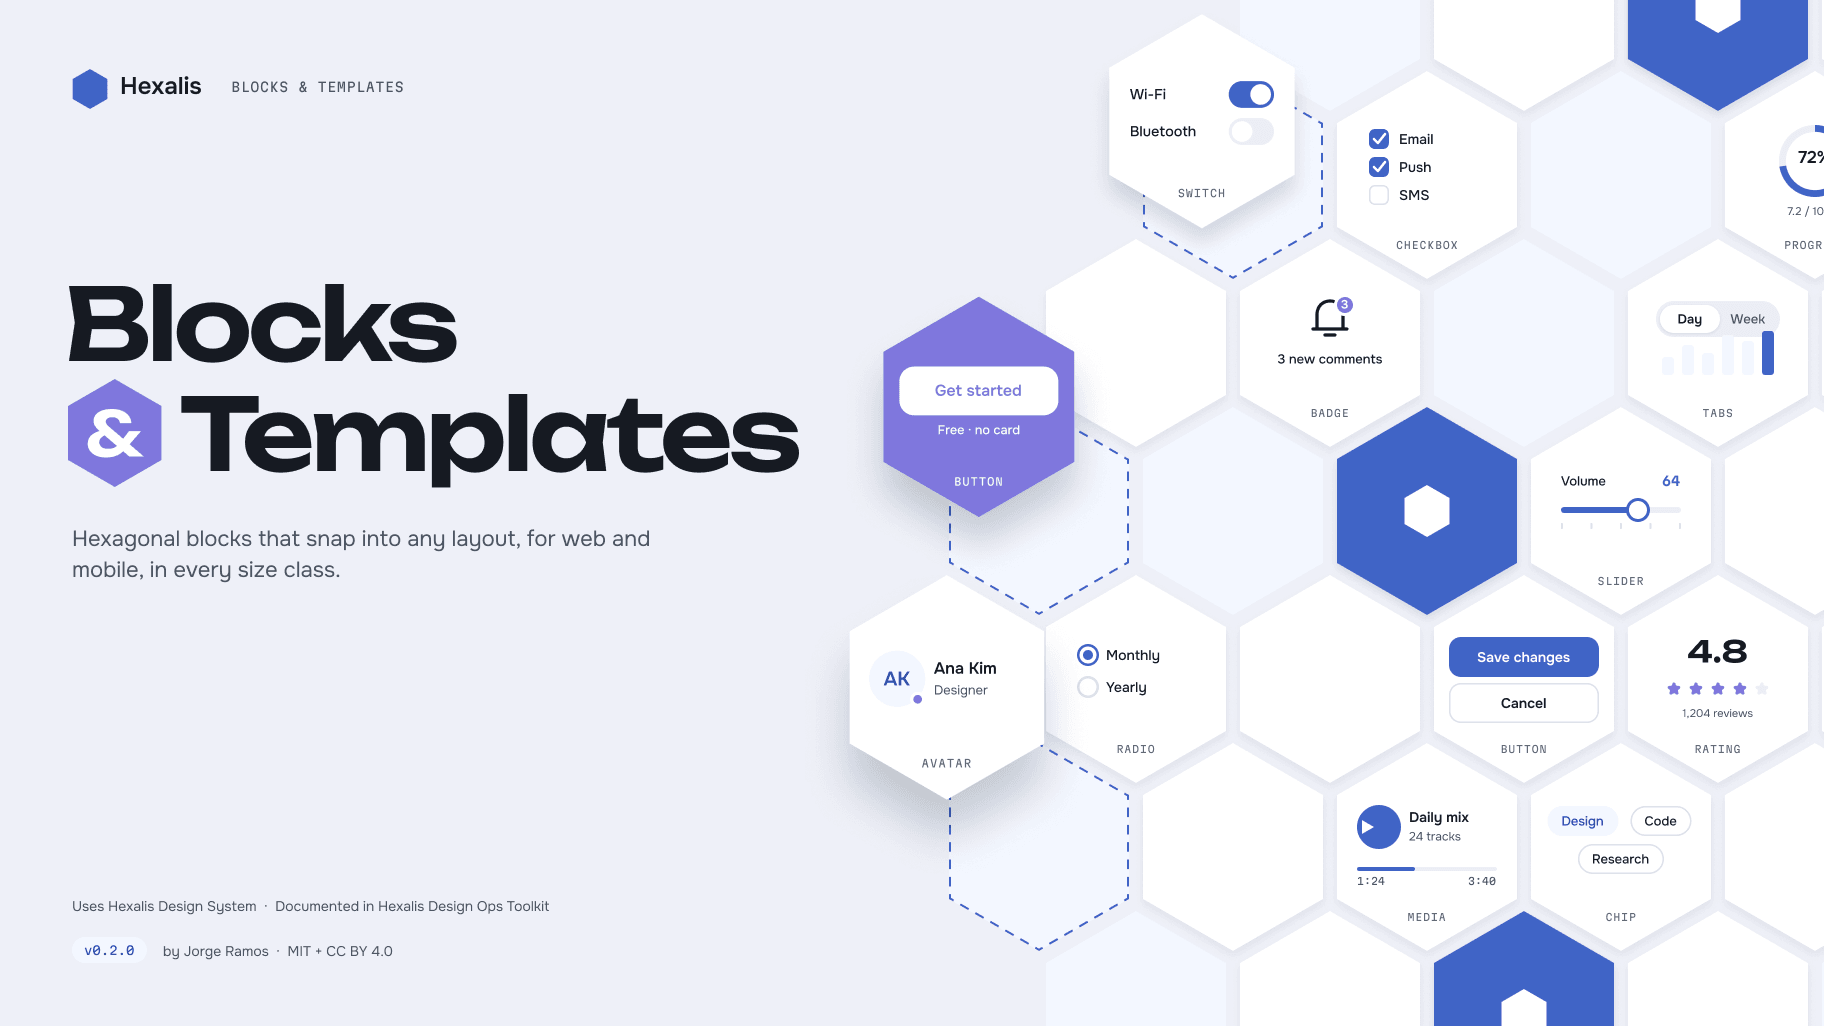 Hexalis
BLOCKS & TEMPLATES
Blocks
& Templates
Hexagonal blocks that snap into any layout, for web and
mobile, in every size class.
Uses Hexalis Design System · Documented in Hexalis Design Ops Toolkit
v0.2.0
by Jorge Ramos · MIT + CC BY 4.0
Wi-Fi
Bluetooth
SWITCH
Email
Push
SMS
CHECKBOX
72%
7.2 / 10
PROGR
Get started
Free · no card
BUTTON
3
3 new comments
BADGE
Day
Week
TABS
Volume
64
SLIDER
AK
Ana Kim
Designer
AVATAR
Monthly
Yearly
RADIO
Save changes
Cancel
BUTTON
4.8
1,204 reviews
RATING
Daily mix
24 tracks
1:24
3:40
MEDIA
Design
Code
Research
CHIP